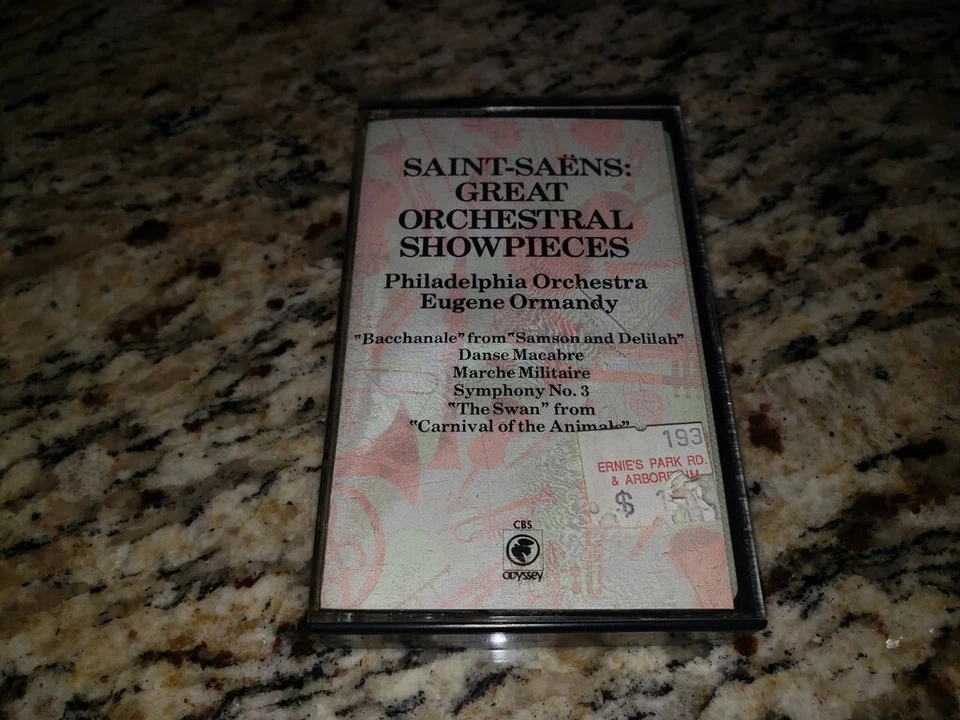 SAINT-SAËNS:
GREAT
ORCHESTRAL
SHOWPIECES
Philadelphia Orchestra
Eugene Ormandy
"Bacchanale" from "Samson and Delilah"
Danse Macabre
Marche Militaire
Symphony No. 3
"The Swan" from
"Carnival of the Animals"
193
ERNIE'S PARK RD.
& ARBORETUM
$
CBS
Odyssey